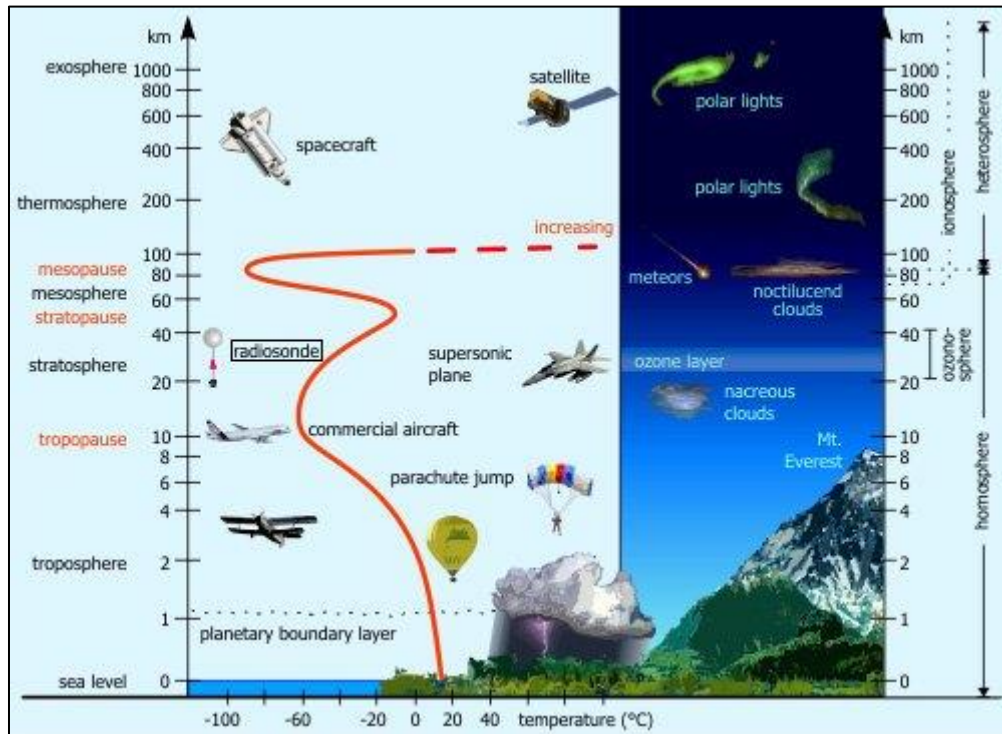 km
exosphere
1000
800
600
400
thermosphere
200
100
mesopause
80
mesosphere
60
stratopause
40
stratosphere
20
tropopause
10
8
6
4
troposphere
2
1
sea level
0
satellite
spacecraft
increasing
radiosonde
supersonic
plane
commercial aircraft
parachute jump
planetary boundary layer
-100
-60
-20
0
20
40
temperature (°C)
polar lights
polar lights
meteors
noctilucend
clouds
ozone layer
nacreous
clouds
Mt.
Everest
km
1000
800
600
400
200
100
80
60
40
20
10
8
6
4
2
1
0
ionosphere
ozono-
sphere
heterosphere
homosphere